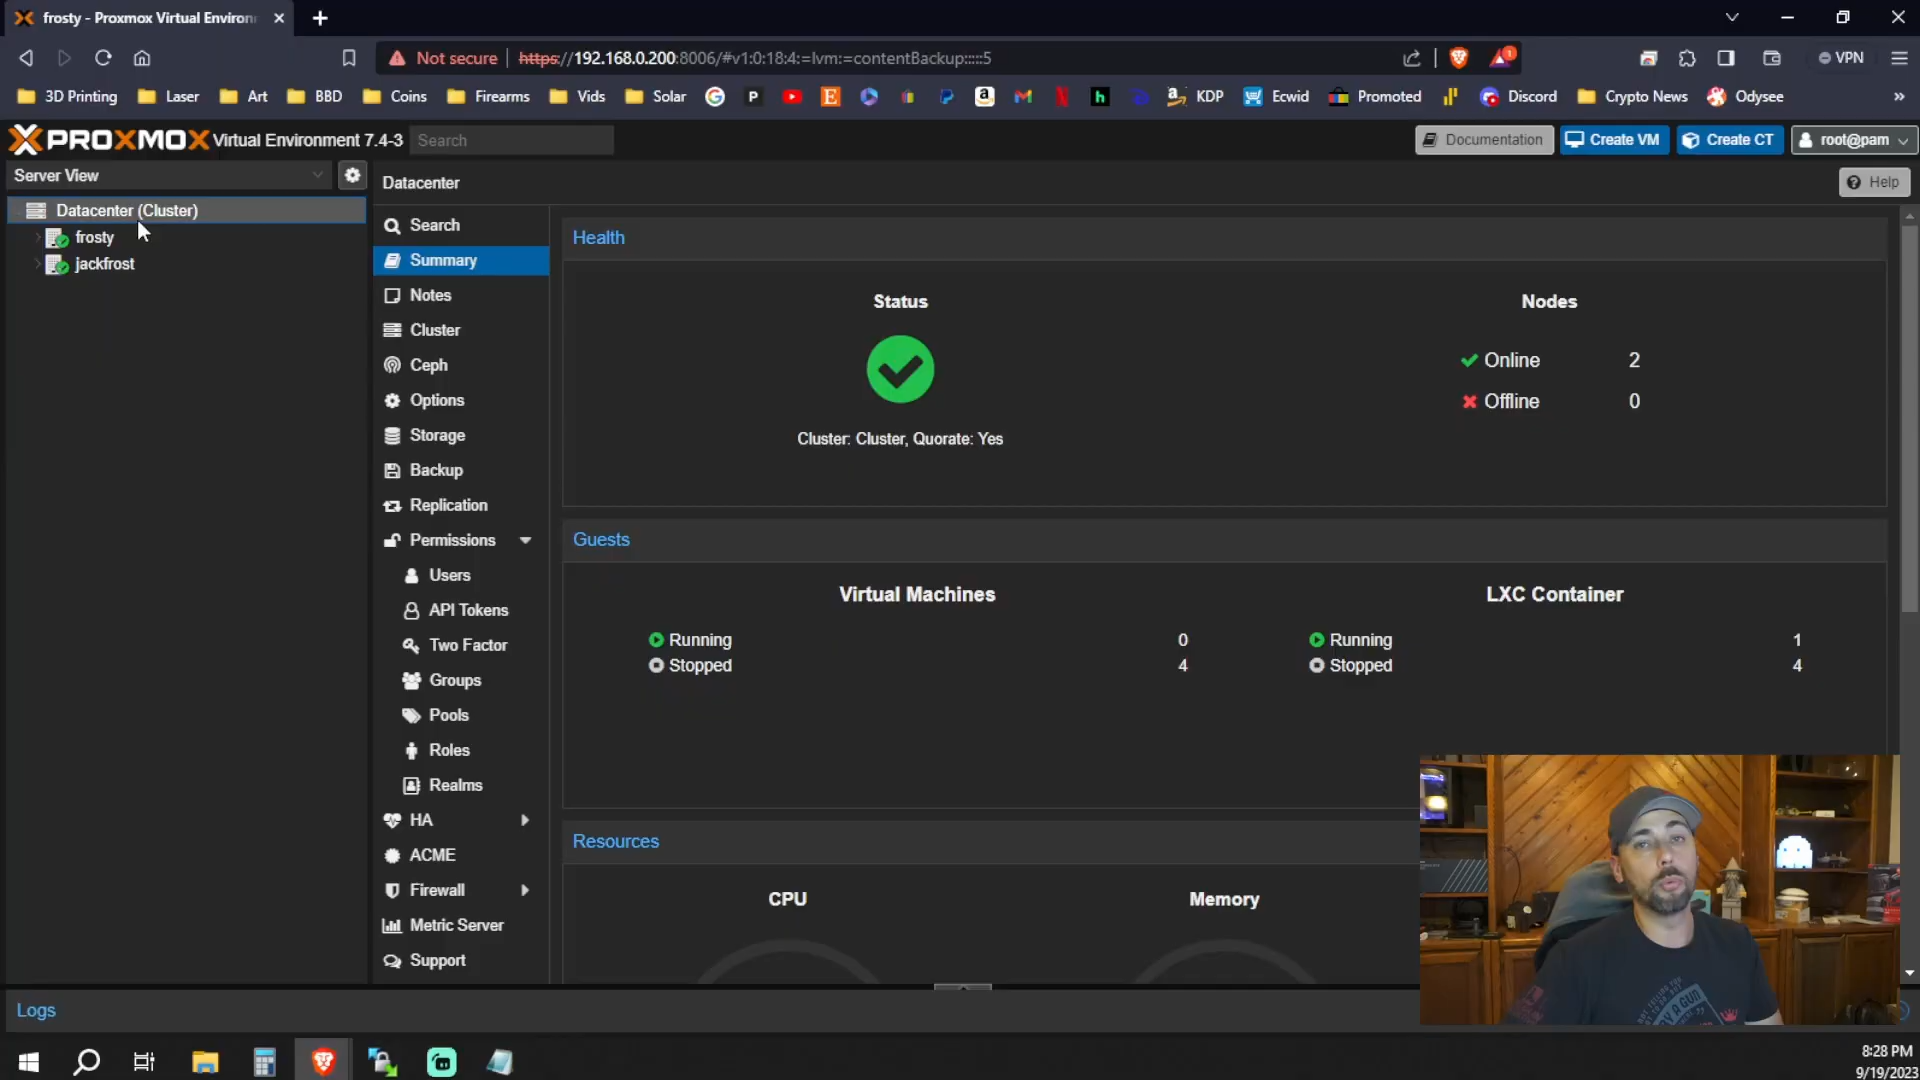 frosty - Proxmox Virtual Environ
Not secure
https://192.168.0.200:8006/#v1:0:18:4:=lvm:=contentBackup:::::5
VPN
3D Printing
Laser
Art
BBD
Coins
Firearms
Vids
Solar
KDP
Ecwid
Promoted
Discord
Crypto News
Odysee
»
PROXMOX Virtual Environment 7.4-3
Search
Documentation
Create VM
Create CT
root@pam
Server View
Datacenter
Help
Datacenter (Cluster)
frosty
jackfrost
Search
Summary
Notes
Cluster
Ceph
Options
Storage
Backup
Replication
Permissions
Users
API Tokens
Two Factor
Groups
Pools
Roles
Realms
HA
ACME
Firewall
Metric Server
Support
Health
Status
Cluster: Cluster, Quorate: Yes
Nodes
Online 2
Offline 0
Guests
Virtual Machines
Running 0
Stopped 4
LXC Container
Running 1
Stopped 4
Resources
CPU
Memory
Logs
8:28 PM
9/19/2023